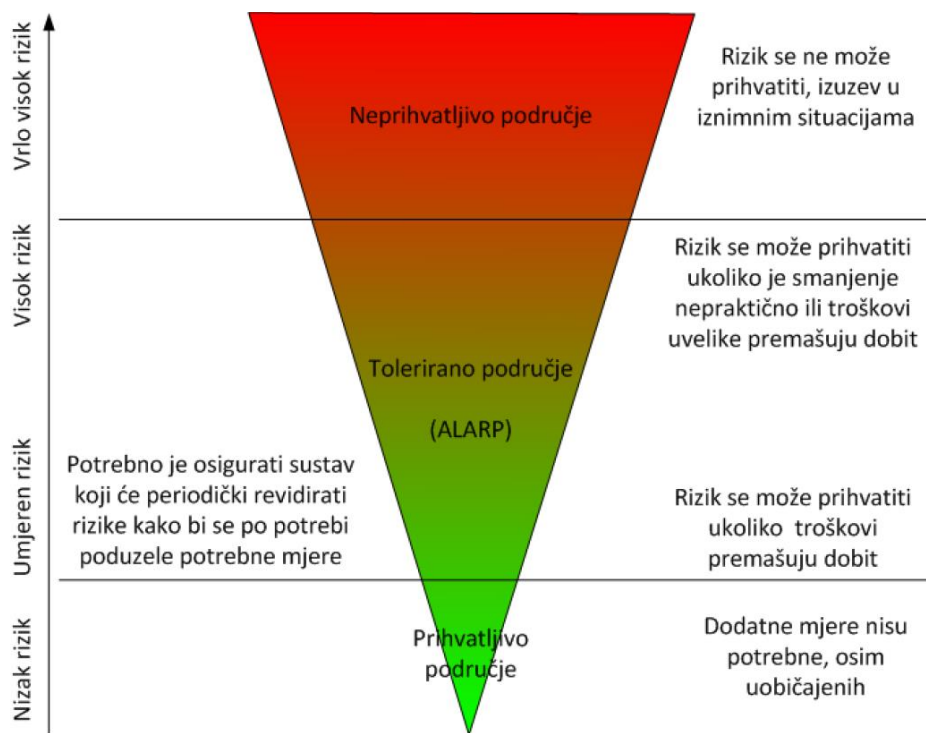 Vrlo visok rizik
Neprihvatljivo područje
Rizik se ne može
prihvatiti, izuzev u
iznimnim situacijama
Visok rizik
Rizik se može prihvatiti
ukoliko je smanjenje
nepraktično ili troškovi
uvelike premašuju dobit
Tolerirano područje
(ALARP)
Umjeren rizik
Potrebno je osigurati sustav
koji će periodički revidirati
rizike kako bi se po potrebi
poduzele potrebne mjere
Rizik se može prihvatiti
ukoliko troškovi
premašuju dobit
Nizak rizik
Prihvatljivo
područje
Dodatne mjere nisu
potrebne, osim
uobičajenih